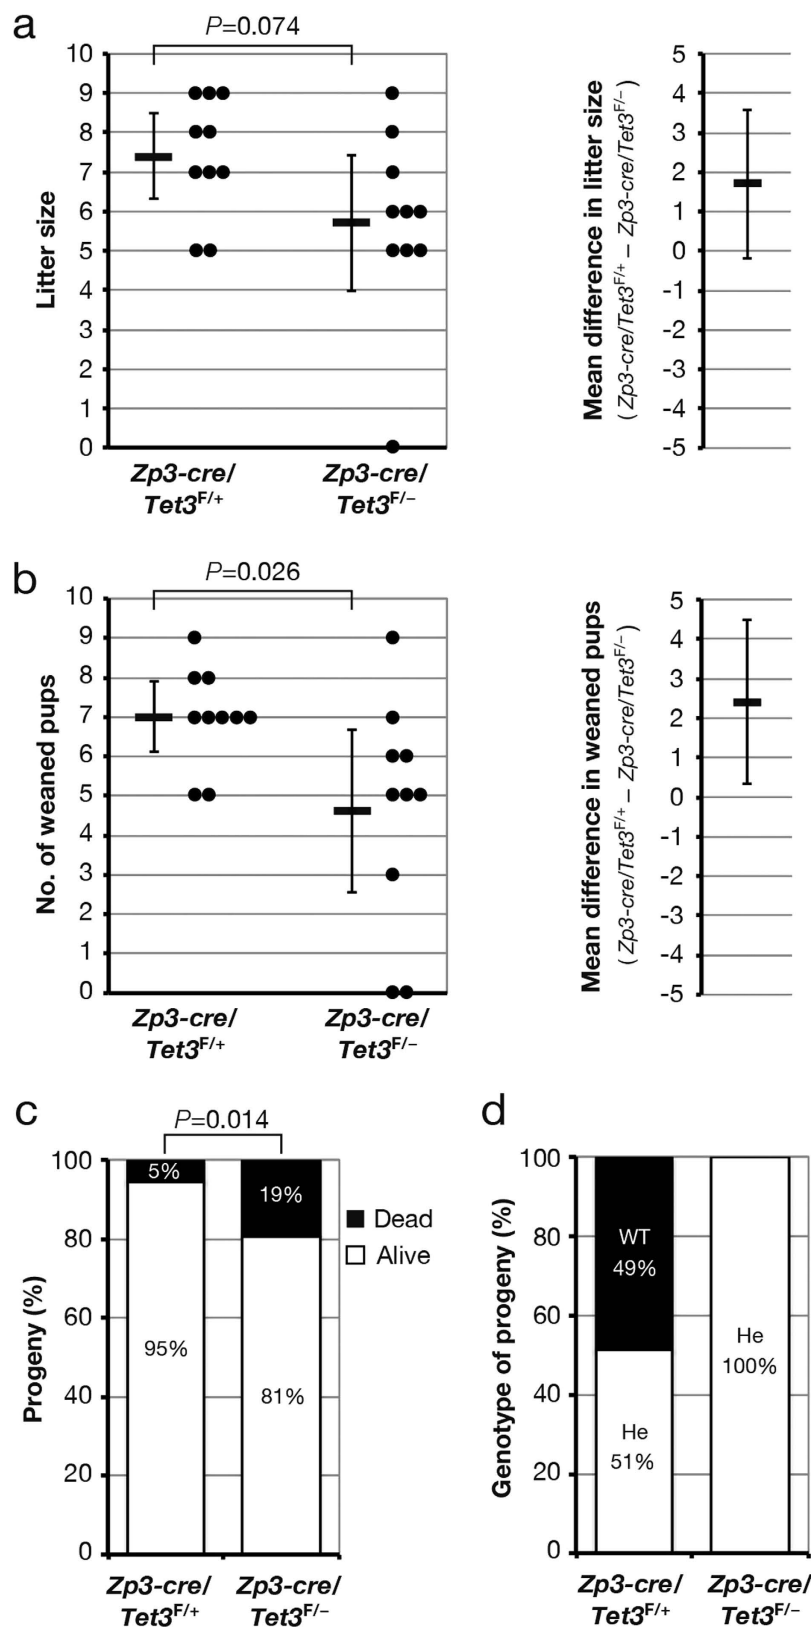 a
P=0.074
10
9
8
7
6
5
4
3
2
1
0
Litter size
Zp3-cre/
Tet3F/+
Zp3-cre/
Tet3F/−
Mean difference in litter size
( Zp3-cre/Tet3F/+ − Zp3-cre/Tet3F/− )
5
4
3
2
1
0
-1
-2
-3
-4
-5
b
P=0.026
10
9
8
7
6
5
4
3
2
1
0
No. of weaned pups
Zp3-cre/
Tet3F/+
Zp3-cre/
Tet3F/−
Mean difference in weaned pups
( Zp3-cre/Tet3F/+ − Zp3-cre/Tet3F/− )
5
4
3
2
1
0
-1
-2
-3
-4
-5
c
P=0.014
100
80
60
40
20
0
Progeny (%)
5%
95%
19%
81%
Dead
Alive
Zp3-cre/
Tet3F/+
Zp3-cre/
Tet3F/−
d
100
80
60
40
20
0
Genotype of progeny (%)
WT
49%
He
51%
He
100%
Zp3-cre/
Tet3F/+
Zp3-cre/
Tet3F/−